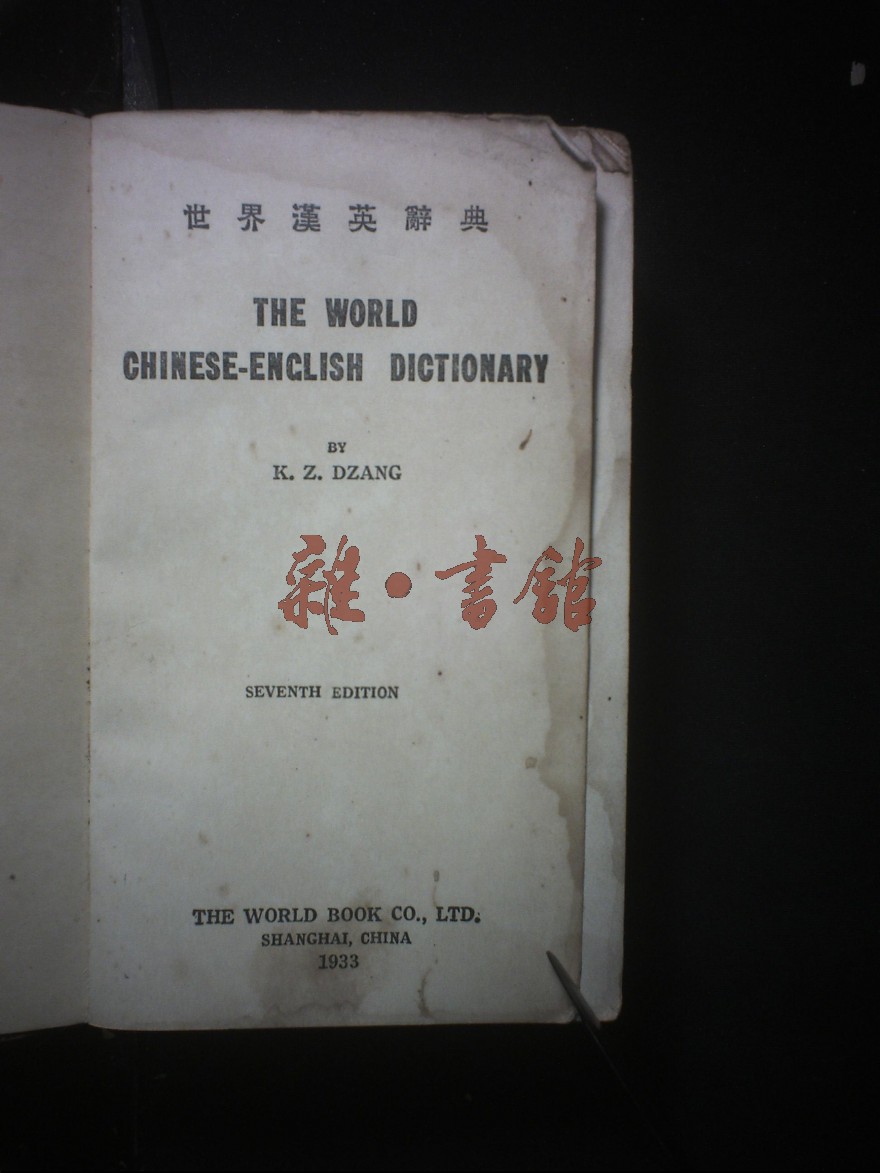 世界漢英辭典
THE WORLD
CHINESE-ENGLISH DICTIONARY
BY
K. Z. DZANG
雜·書館
SEVENTH EDITION
THE WORLD BOOK CO., LTD.
SHANGHAI, CHINA
1933